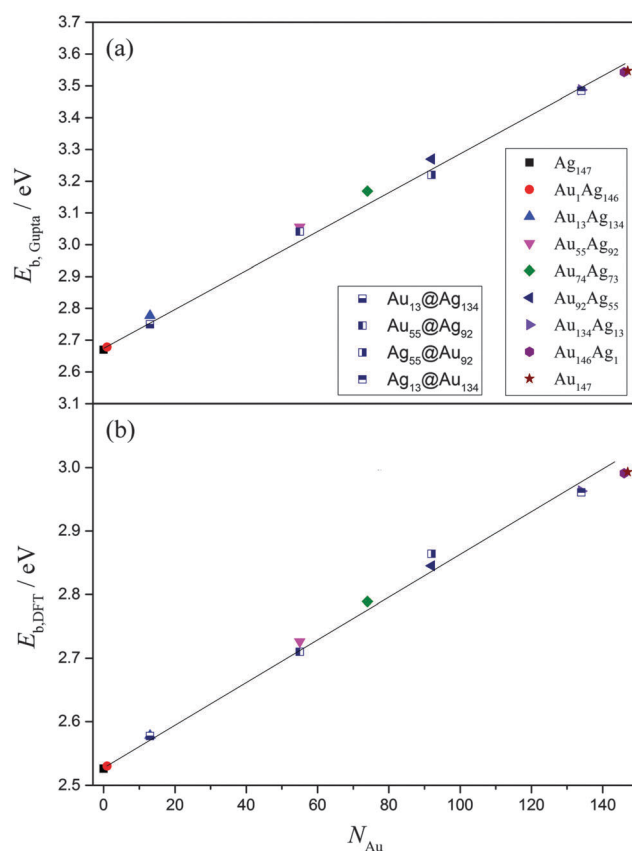 (a)
3.7
3.6
3.5
3.4
3.3
3.2
3.1
3.0
2.9
2.8
2.7
2.6
3.1
E_b, Gupta / eV
Ag₁₄₇
Au₁Ag₁₄₆
Au₁₃Ag₁₃₄
Au₅₅Ag₉₂
Au₇₄Ag₇₃
Au₉₂Ag₅₅
Au₁₃₄Ag₁₃
Au₁₄₆Ag₁
Au₁₄₇
Au₁₃@Ag₁₃₄
Au₅₅@Ag₉₂
Ag₅₅@Au₉₂
Ag₁₃@Au₁₃₄
(b)
3.0
2.9
2.8
2.7
2.6
2.5
E_b,DFT / eV
0 20 40 60 80 100 120 140
N_Au